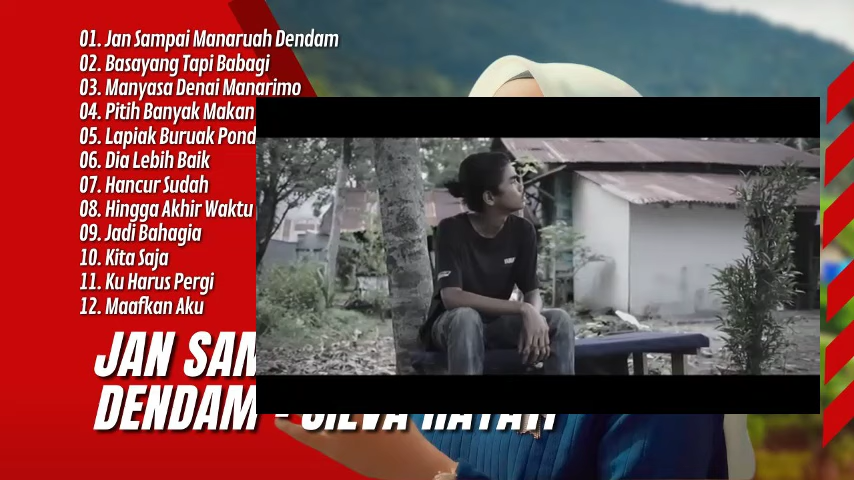 01. Jan Sampai Manaruah Dendam
02. Basayang Tapi Babagi
03. Manyasa Denai Manarimo
04. Pitih Banyak Makan
05. Lapiak Buruak
06. Dia Lebih Baik
07. Hancur Sudah
08. Hingga Akhir Waktu
09. Jadi Bahagia
10. Kita Saja
11. Ku Harus Pergi
12. Maafkan Aku
JAN
DENDAM - SILVA HAYATI